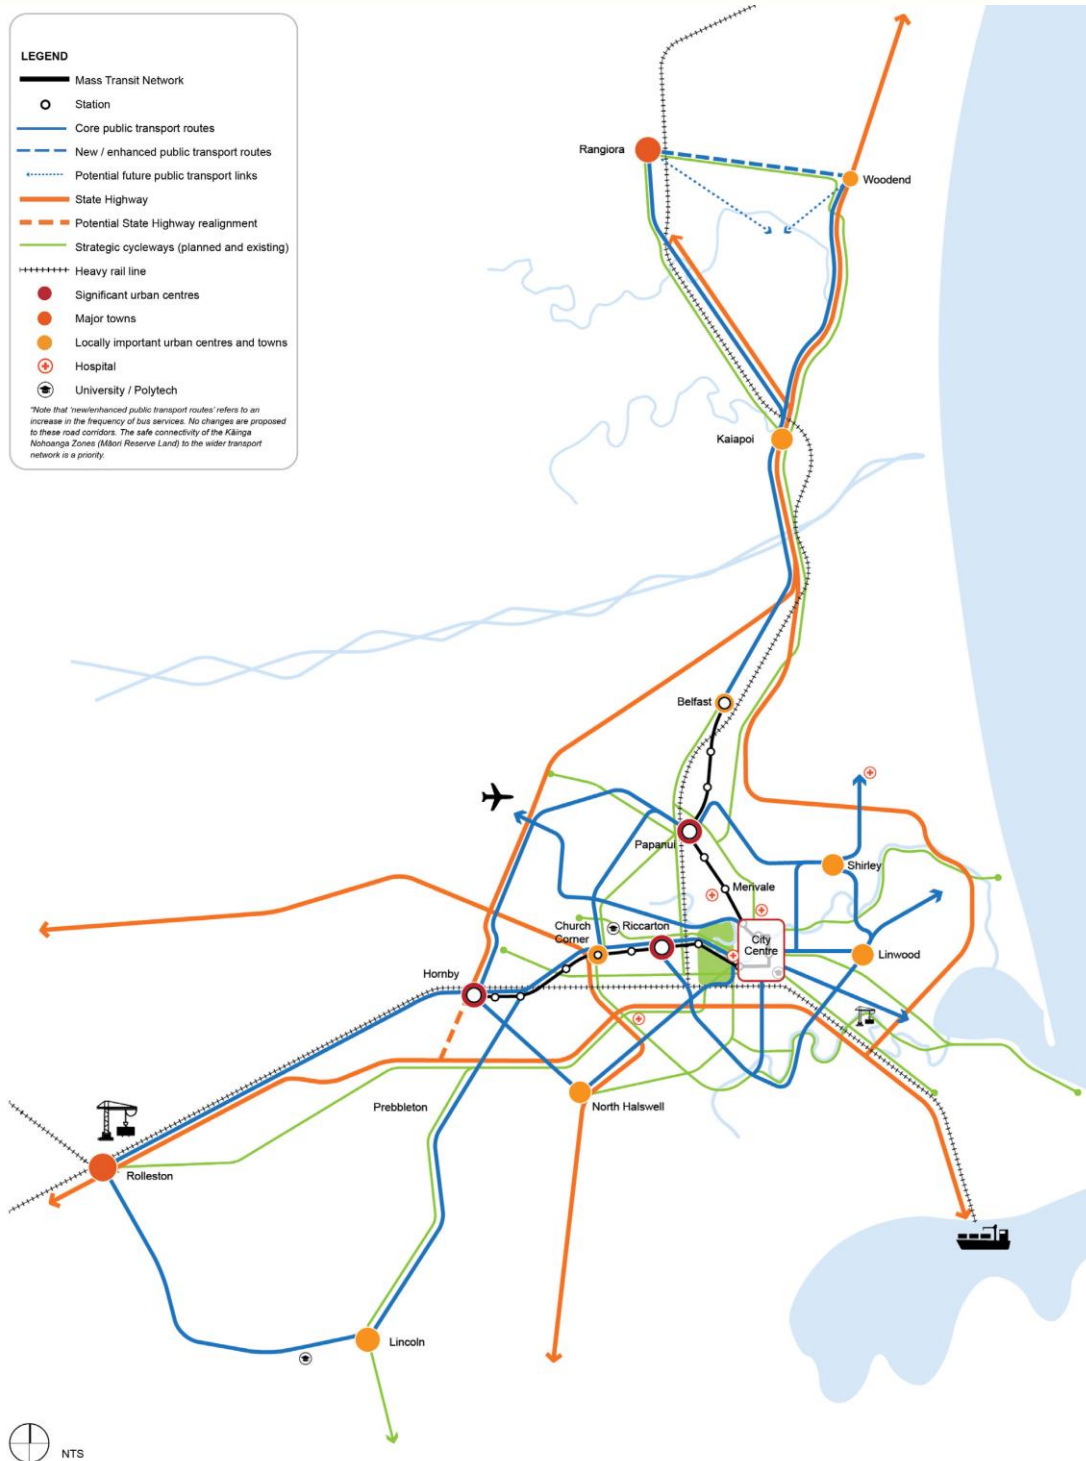 LEGEND
Mass Transit Network
Station
Core public transport routes
New / enhanced public transport routes
Potential future public transport links
State Highway
Potential State Highway realignment
Strategic cycleways (planned and existing)
Heavy rail line
Significant urban centres
Major towns
Locally important urban centres and towns
Hospital
University / Polytech
"Note that 'new/enhanced public transport routes' refers to an
increase in the frequency of bus services. No changes are proposed
to these road corridors. The safe connectivity of the Kāinga
Nohoanga Zones (Māori Reserve Land) to the wider transport
network is a priority.
Rangiora
Woodend
Kaiapoi
Belfast
Papanui
Shirley
Merivale
Church
Corner
Riccarton
City
Centre
Linwood
Hornby
Prebbleton
North Halswell
Rolleston
Lincoln
NTS